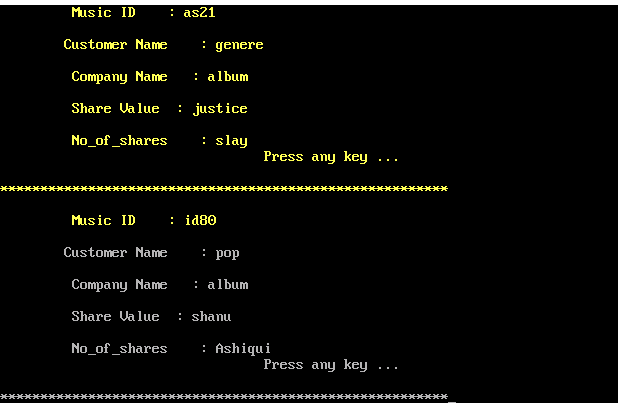 Music ID : as21
Customer Name : genere
Company Name : album
Share Value : justice
No_of_shares : slay
Press any key ...
********************************************************
Music ID : id80
Customer Name : pop
Company Name : album
Share Value : shanu
No_of_shares : Ashiqui
Press any key ...
********************************************************_